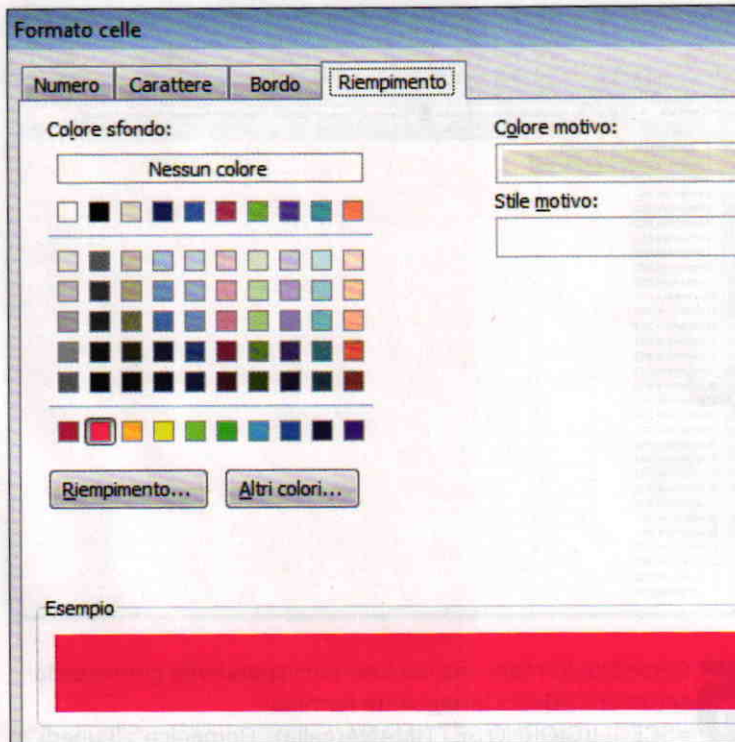 Formato celle
Numero Carattere Bordo Riempimento
Colore sfondo:
Nessun colore
Colore motivo:
Stile motivo:
Riempimento... Altri colori...
Esempio